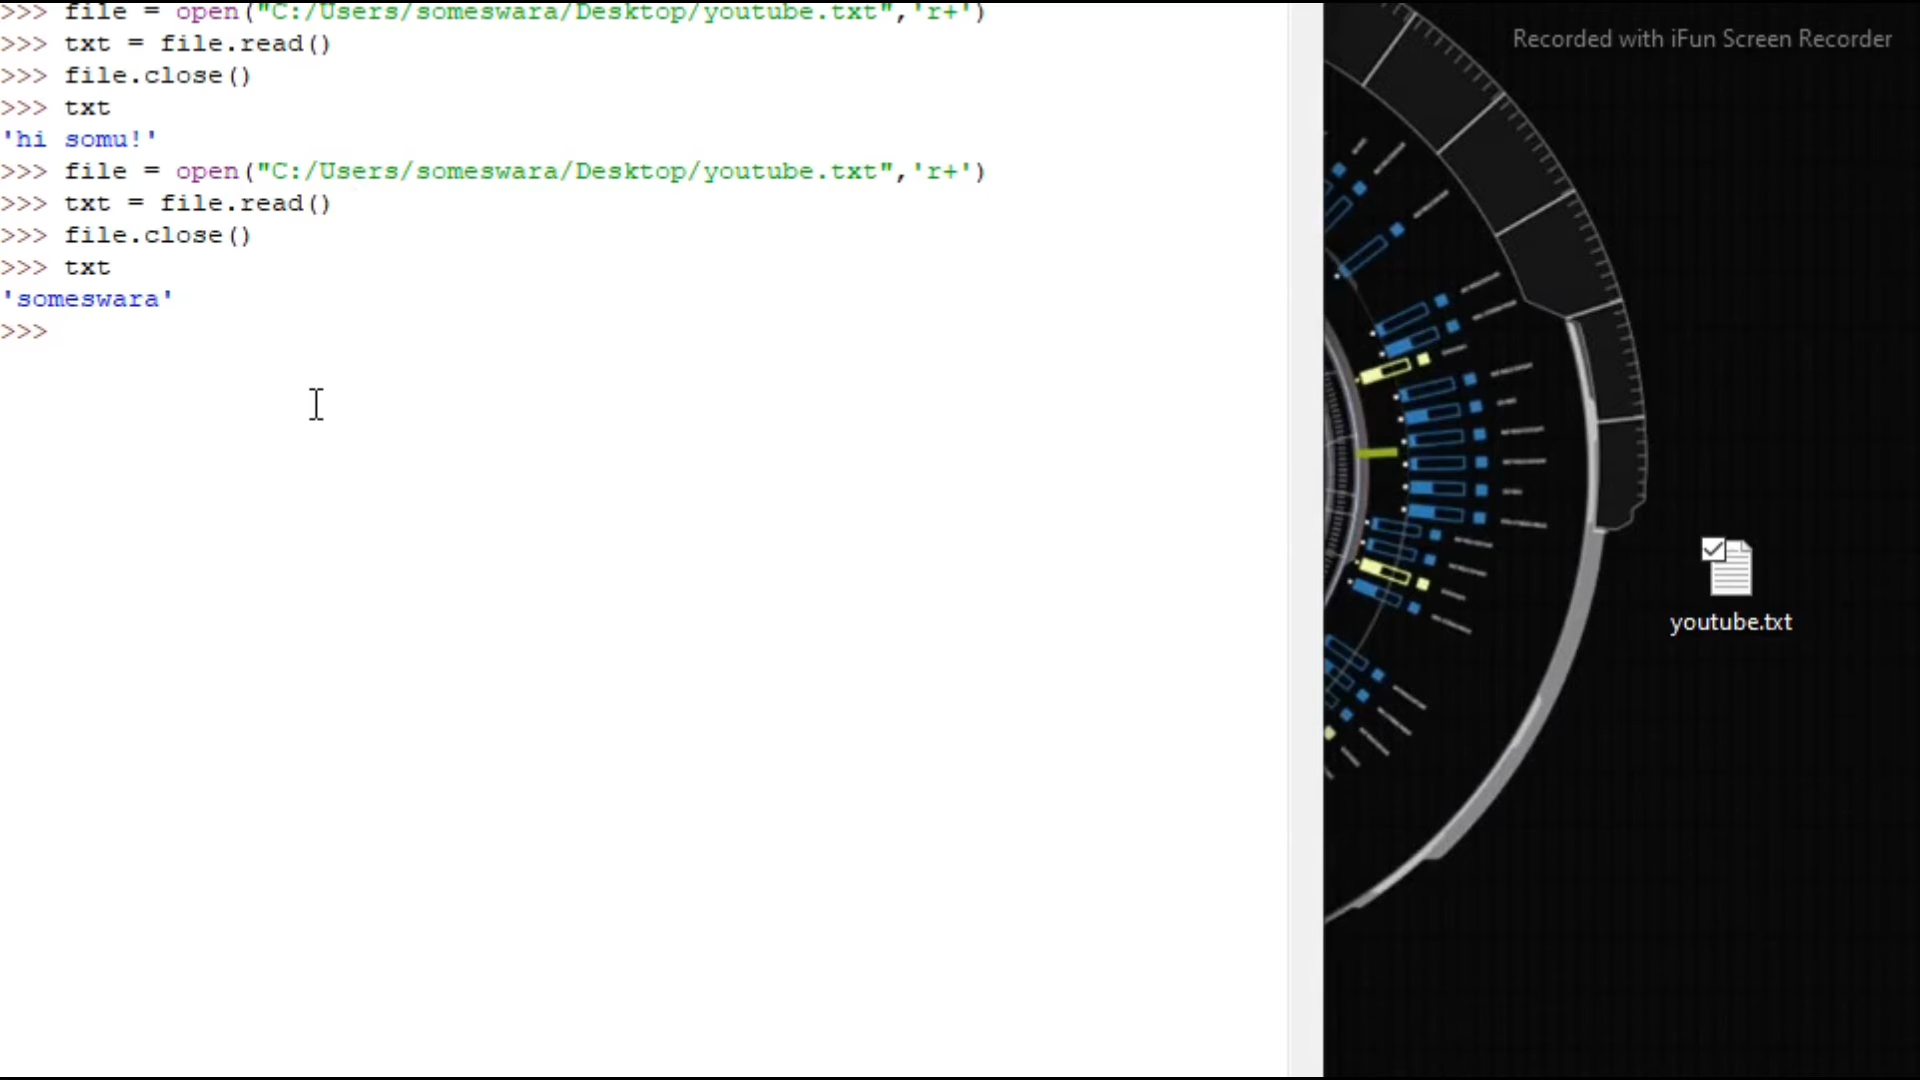 >>> file = open("C:/Users/someswara/Desktop/youtube.txt",'r+')
>>> txt = file.read()
>>> file.close()
>>> txt
'hi somu!'
>>> file = open("C:/Users/someswara/Desktop/youtube.txt",'r+')
>>> txt = file.read()
>>> file.close()
>>> txt
'someswara'
>>>
Recorded with iFun Screen Recorder
youtube.txt